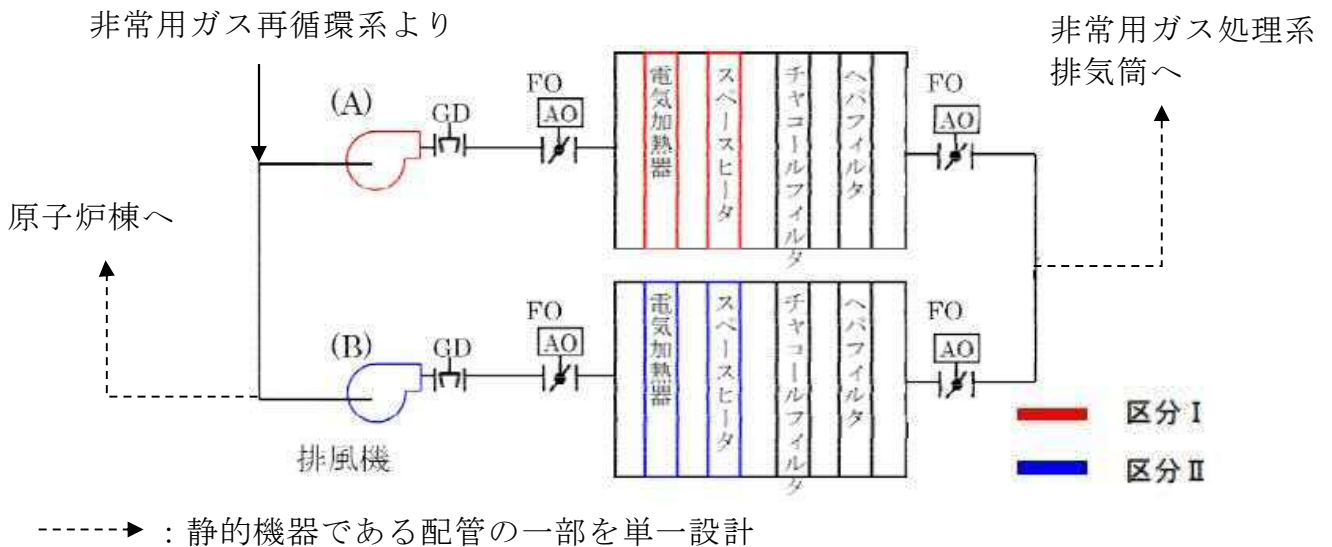 非常用ガス再循環系より
非常用ガス処理系
排気筒へ
(A)
GD
FO
AO
電気加熱器
スペースヒータ
チャコールフィルタ
ヘパフィルタ
FO
AO
原子炉棟へ
(B)
GD
FO
AO
電気加熱器
スペースヒータ
チャコールフィルタ
ヘパフィルタ
FO
AO
排風機
区分Ⅰ
区分Ⅱ
：静的機器である配管の一部を単一設計